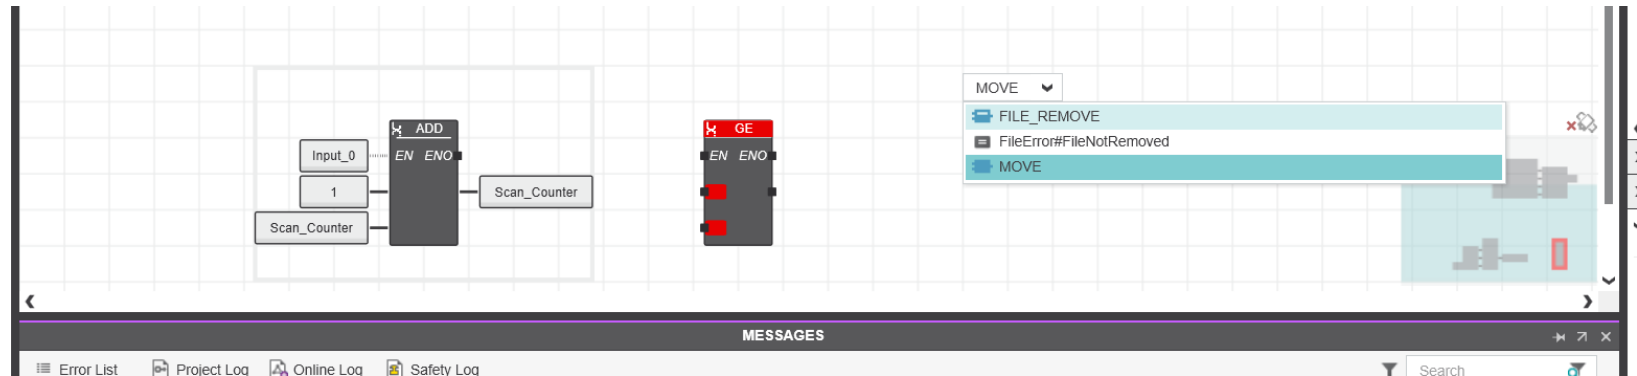 MOVE
FILE_REMOVE
FileError#FileNotRemoved
MOVE
ADD
EN ENO
Input_0
1
Scan_Counter
Scan_Counter
GE
EN ENO
MESSAGES
Error List Project Log Online Log Safety Log Search